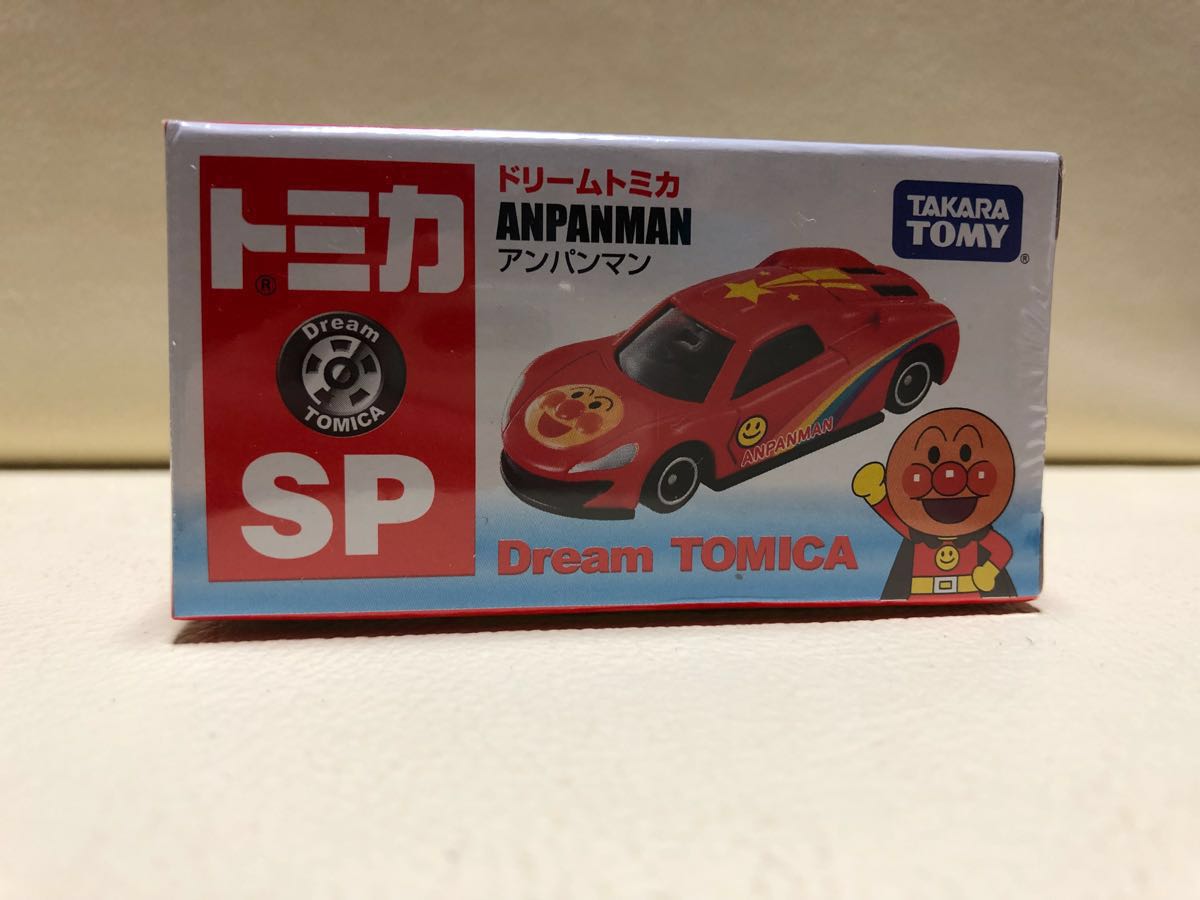 トミカ
®
Dream
TOMICA
SP
ドリームトミカ
ANPANMAN
アンパンマン
TAKARA
TOMY
®
ANPANMAN
Dream TOMICA